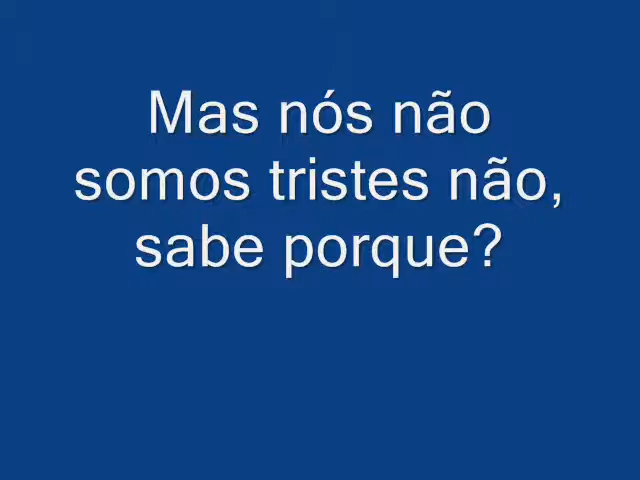 Mas nós não
somos tristes não,
sabe porque?